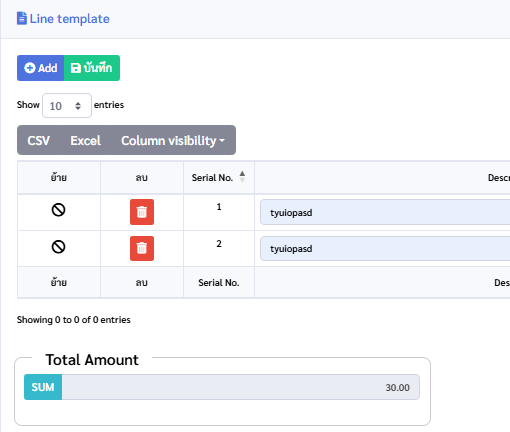 Line template
Add บันทึก
Show 10 entries
CSV Excel Column visibility
ย้าย ลบ Serial No.
1 tyuiopasd
2 tyuiopasd
ย้าย ลบ Serial No.
Showing 0 to 0 of 0 entries
Total Amount
SUM 30.00